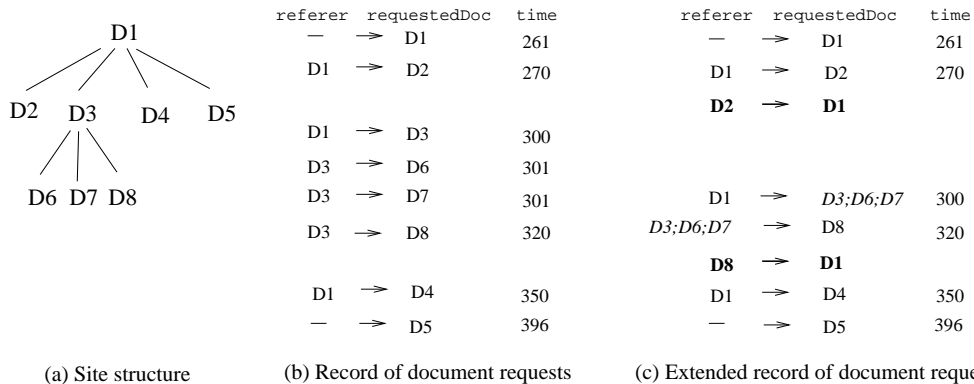 D1
D2 D3 D4 D5
D6 D7 D8
(a) Site structure
referer requestedDoc time
— → D1 261
D1 → D2 270
D1 → D3 300
D3 → D6 301
D3 → D7 301
D3 → D8 320
D1 → D4 350
— → D5 396
(b) Record of document requests
referer requestedDoc time
— → D1 261
D1 → D2 270
D2 → D1
D1 → D3;D6;D7 300
D3;D6;D7 → D8 320
D8 → D1
D1 → D4 350
— → D5 396
(c) Extended record of document reque